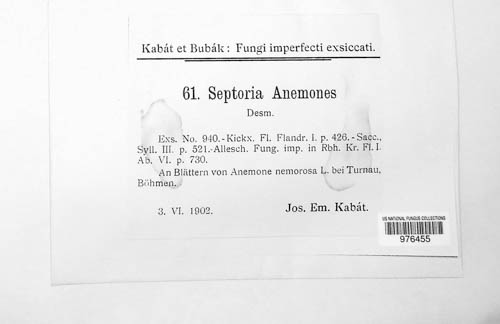 Kabát et Bubák: Fungi imperfecti exsiccati.
61. Septoria Anemones
Desm.
Exs. No. 940.-Kickx. Fl. Flandr. I. p. 426.-Sacc.,
Syll. III. p. 521.-Allesch. Fung. imp. in Rbh. Kr. Fl. I.
Ab. VI. p. 730.
An Blättern von Anemone nemorosa L. bei Turnau,
Böhmen.
3. VI. 1902.
Jos. Em. Kabát.
US NATIONAL FUNGUS COLLECTIONS
976455